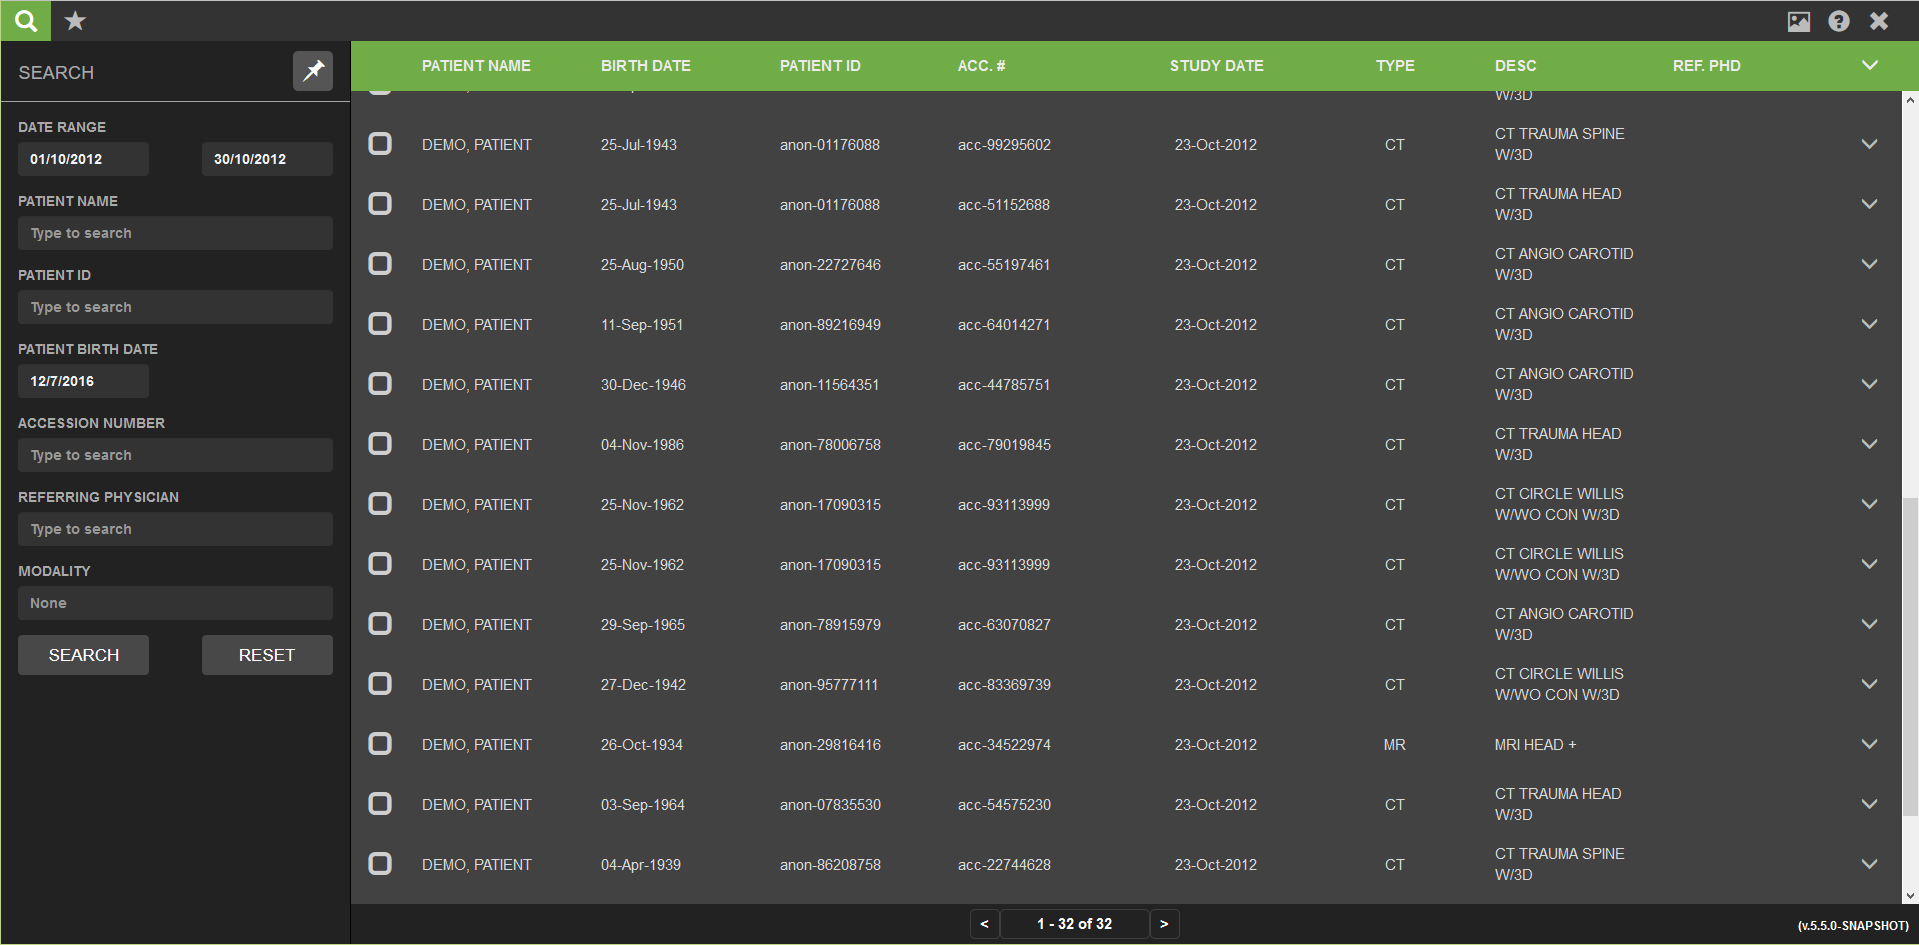 SEARCH
DATE RANGE
01/10/2012 30/10/2012
PATIENT NAME
Type to search
PATIENT ID
Type to search
PATIENT BIRTH DATE
12/7/2016
ACCESSION NUMBER
Type to search
REFERRING PHYSICIAN
Type to search
MODALITY
None
SEARCH RESET
PATIENT NAME BIRTH DATE PATIENT ID ACC. # STUDY DATE TYPE DESC REF. PHD
W/3D
DEMO, PATIENT 25-Jul-1943 anon-01176088 acc-99295602 23-Oct-2012 CT CT TRAUMA SPINE
W/3D
DEMO, PATIENT 25-Jul-1943 anon-01176088 acc-51152688 23-Oct-2012 CT CT TRAUMA HEAD
W/3D
DEMO, PATIENT 25-Aug-1950 anon-22727646 acc-55197461 23-Oct-2012 CT CT ANGIO CAROTID
W/3D
DEMO, PATIENT 11-Sep-1951 anon-89216949 acc-64014271 23-Oct-2012 CT CT ANGIO CAROTID
W/3D
DEMO, PATIENT 30-Dec-1946 anon-11564351 acc-44785751 23-Oct-2012 CT CT ANGIO CAROTID
W/3D
DEMO, PATIENT 04-Nov-1986 anon-78006758 acc-79019845 23-Oct-2012 CT CT TRAUMA HEAD
W/3D
DEMO, PATIENT 25-Nov-1962 anon-17090315 acc-93113999 23-Oct-2012 CT CT CIRCLE WILLIS
W/WO CON W/3D
DEMO, PATIENT 25-Nov-1962 anon-17090315 acc-93113999 23-Oct-2012 CT CT CIRCLE WILLIS
W/WO CON W/3D
DEMO, PATIENT 29-Sep-1965 anon-78915979 acc-63070827 23-Oct-2012 CT CT ANGIO CAROTID
W/3D
DEMO, PATIENT 27-Dec-1942 anon-95777111 acc-83369739 23-Oct-2012 CT CT CIRCLE WILLIS
W/WO CON W/3D
DEMO, PATIENT 26-Oct-1934 anon-29816416 acc-34522974 23-Oct-2012 MR MRI HEAD +
DEMO, PATIENT 03-Sep-1964 anon-07835530 acc-54575230 23-Oct-2012 CT CT TRAUMA HEAD
W/3D
DEMO, PATIENT 04-Apr-1939 anon-86208758 acc-22744628 23-Oct-2012 CT CT TRAUMA SPINE
W/3D
< 1 - 32 of 32 >
(v.5.5.0-SNAPSHOT)